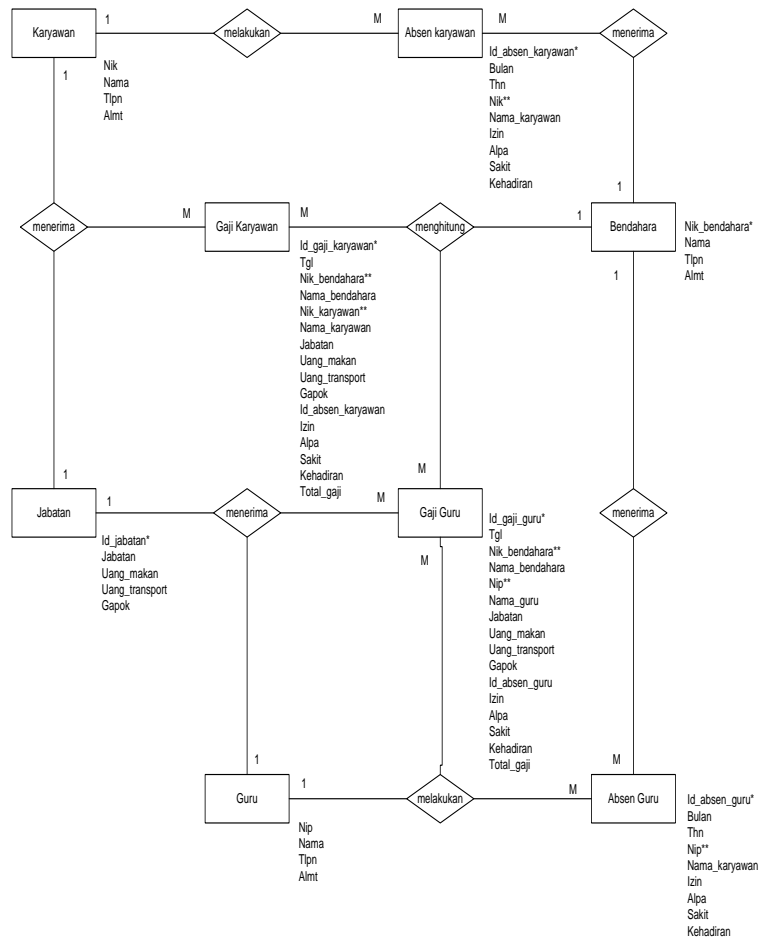 1
M
M
Karyawan
melakukan
Absen karyawan
menerima
1
Nik
Nama
Tlpn
Almt
Id_absen_karyawan*
Bulan
Thn
Nik**
Nama_karyawan
Izin
Alpa
Sakit
Kehadiran
1
menerima
M
Gaji Karyawan
M
menghitung
1
Bendahara
Nik_bendahara*
Nama
Tlpn
Almt
1
Id_gaji_karyawan*
Tgl
Nik_bendahara**
Nama_bendahara
Nik_karyawan**
Nama_karyawan
Jabatan
Uang_makan
Uang_transport
Gapok
Id_absen_karyawan
Izin
Alpa
Sakit
Kehadiran
Total_gaji
1
M
Jabatan
1
menerima
M
Gaji Guru
menerima
Id_jabatan*
Jabatan
Uang_makan
Uang_transport
Gapok
M
Id_gaji_guru*
Tgl
Nik_bendahara**
Nama_bendahara
Nip**
Nama_guru
Jabatan
Uang_makan
Uang_transport
Gapok
Id_absen_guru
Izin
Alpa
Sakit
Kehadiran
Total_gaji
1
M
Guru
1
melakukan
M
Absen Guru
Nip
Nama
Tlpn
Almt
Id_absen_guru*
Bulan
Thn
Nip**
Nama_karyawan
Izin
Alpa
Sakit
Kehadiran